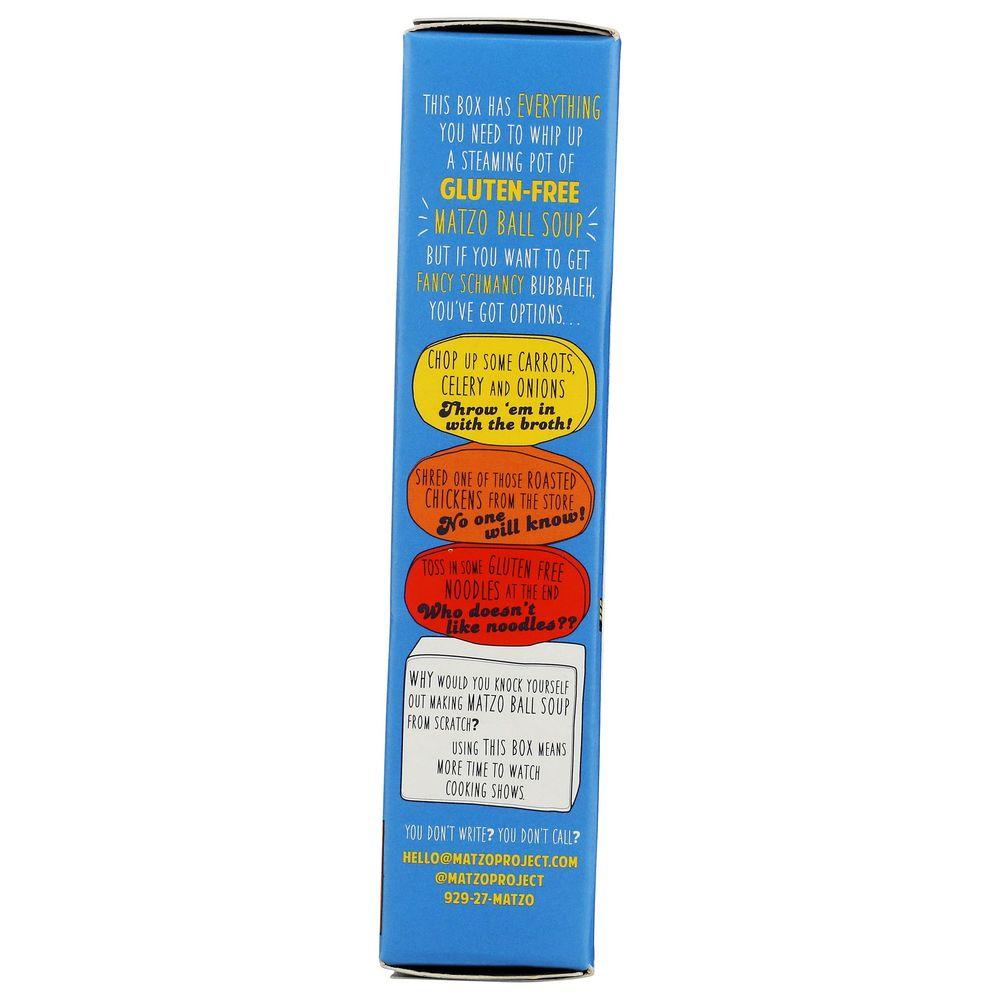 THIS BOX HAS EVERYTHING
YOU NEED TO WHIP UP
A STEAMING POT OF
GLUTEN-FREE
MATZO BALL SOUP
BUT IF YOU WANT TO GET
FANCY SCHMANCY BUBBALEH,
YOU'VE GOT OPTIONS...
CHOP UP SOME CARROTS,
CELERY AND ONIONS
Throw 'em in
with the broth!
SHRED ONE OF THOSE ROASTED
CHICKENS FROM THE STORE
No one
will know!
TOSS IN SOME GLUTEN FREE
NOODLES AT THE END
Who doesn't
like noodles??
WHY WOULD YOU KNOCK YOURSELF
OUT MAKING MATZO BALL SOUP
FROM SCRATCH?
USING THIS BOX MEANS
MORE TIME TO WATCH
COOKING SHOWS.
YOU DON'T WRITE? YOU DON'T CALL?
HELLO@MATZOPROJECT.COM
@MATZOPROJECT
929-27-MATZO